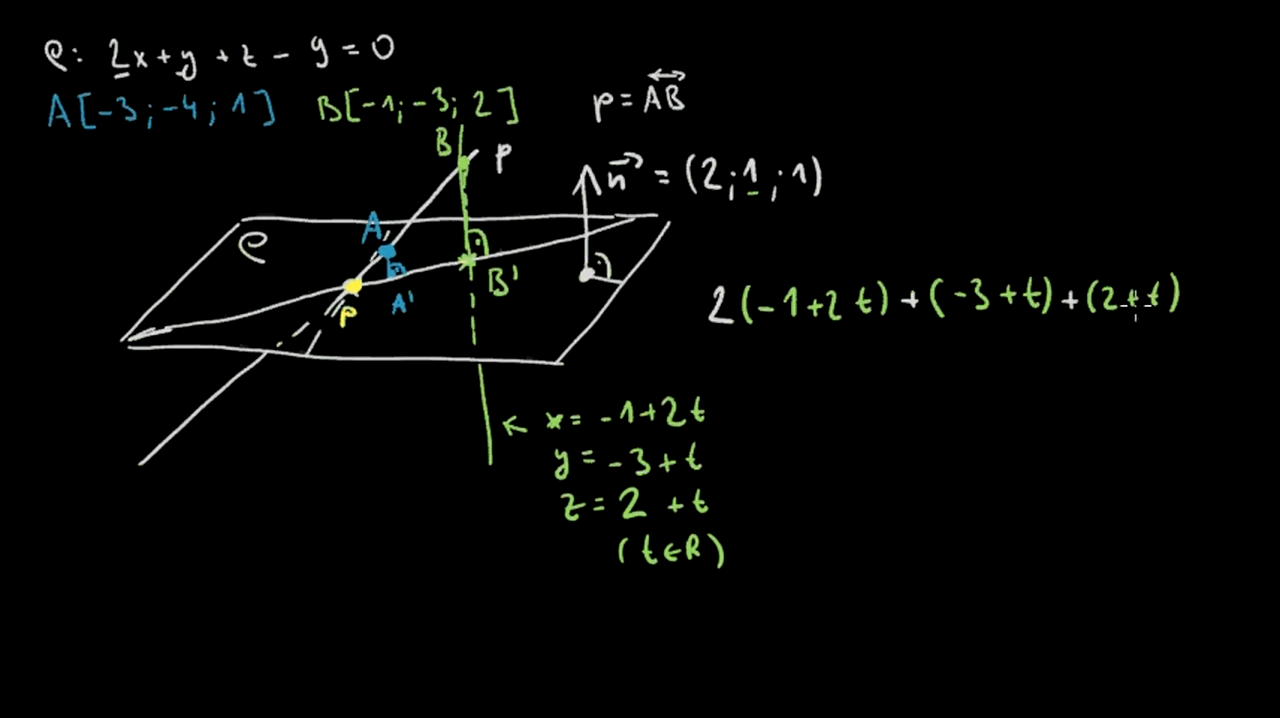 ρ: 2x + y + z - 9 = 0
A[-3; -4; 1] B[-1; -3; 2]
p = AB
B p
n = (2; 1; 1)
A
ρ
B'
A'
P
2(-1+2t) + (-3+t) + (2+t)
x = -1+2t
y = -3+t
z = 2 +t
(t∈R)